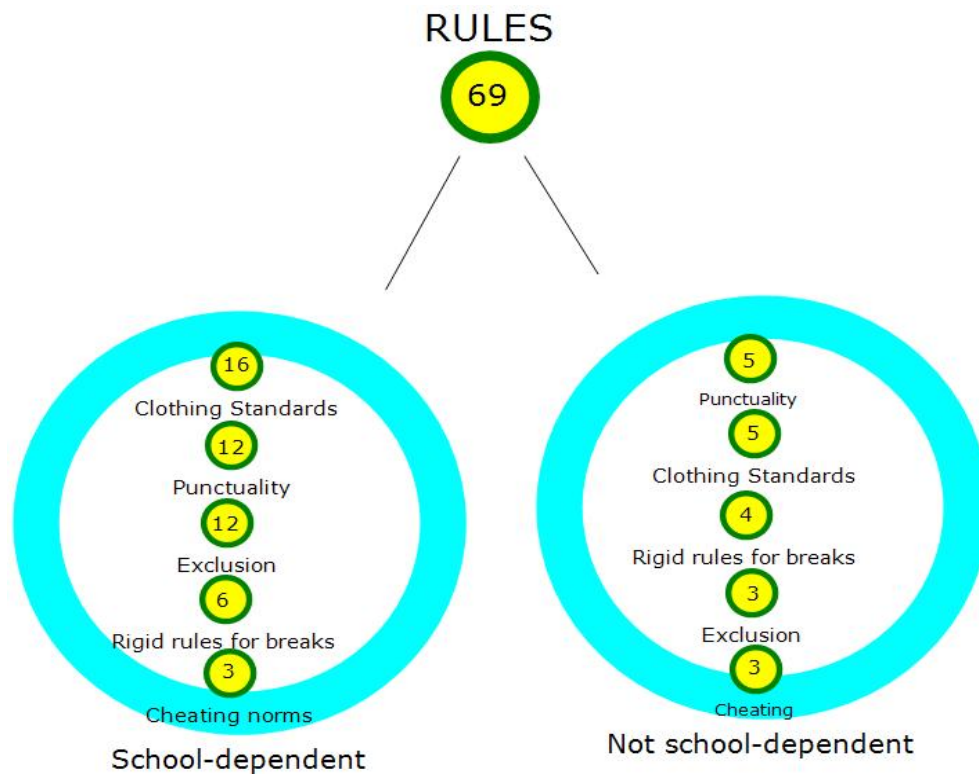 RULES
69
16
Clothing Standards
12
Punctuality
12
Exclusion
6
Rigid rules for breaks
3
Cheating norms
School-dependent
5
Punctuality
5
Clothing Standards
4
Rigid rules for breaks
3
Exclusion
3
Cheating
Not school-dependent